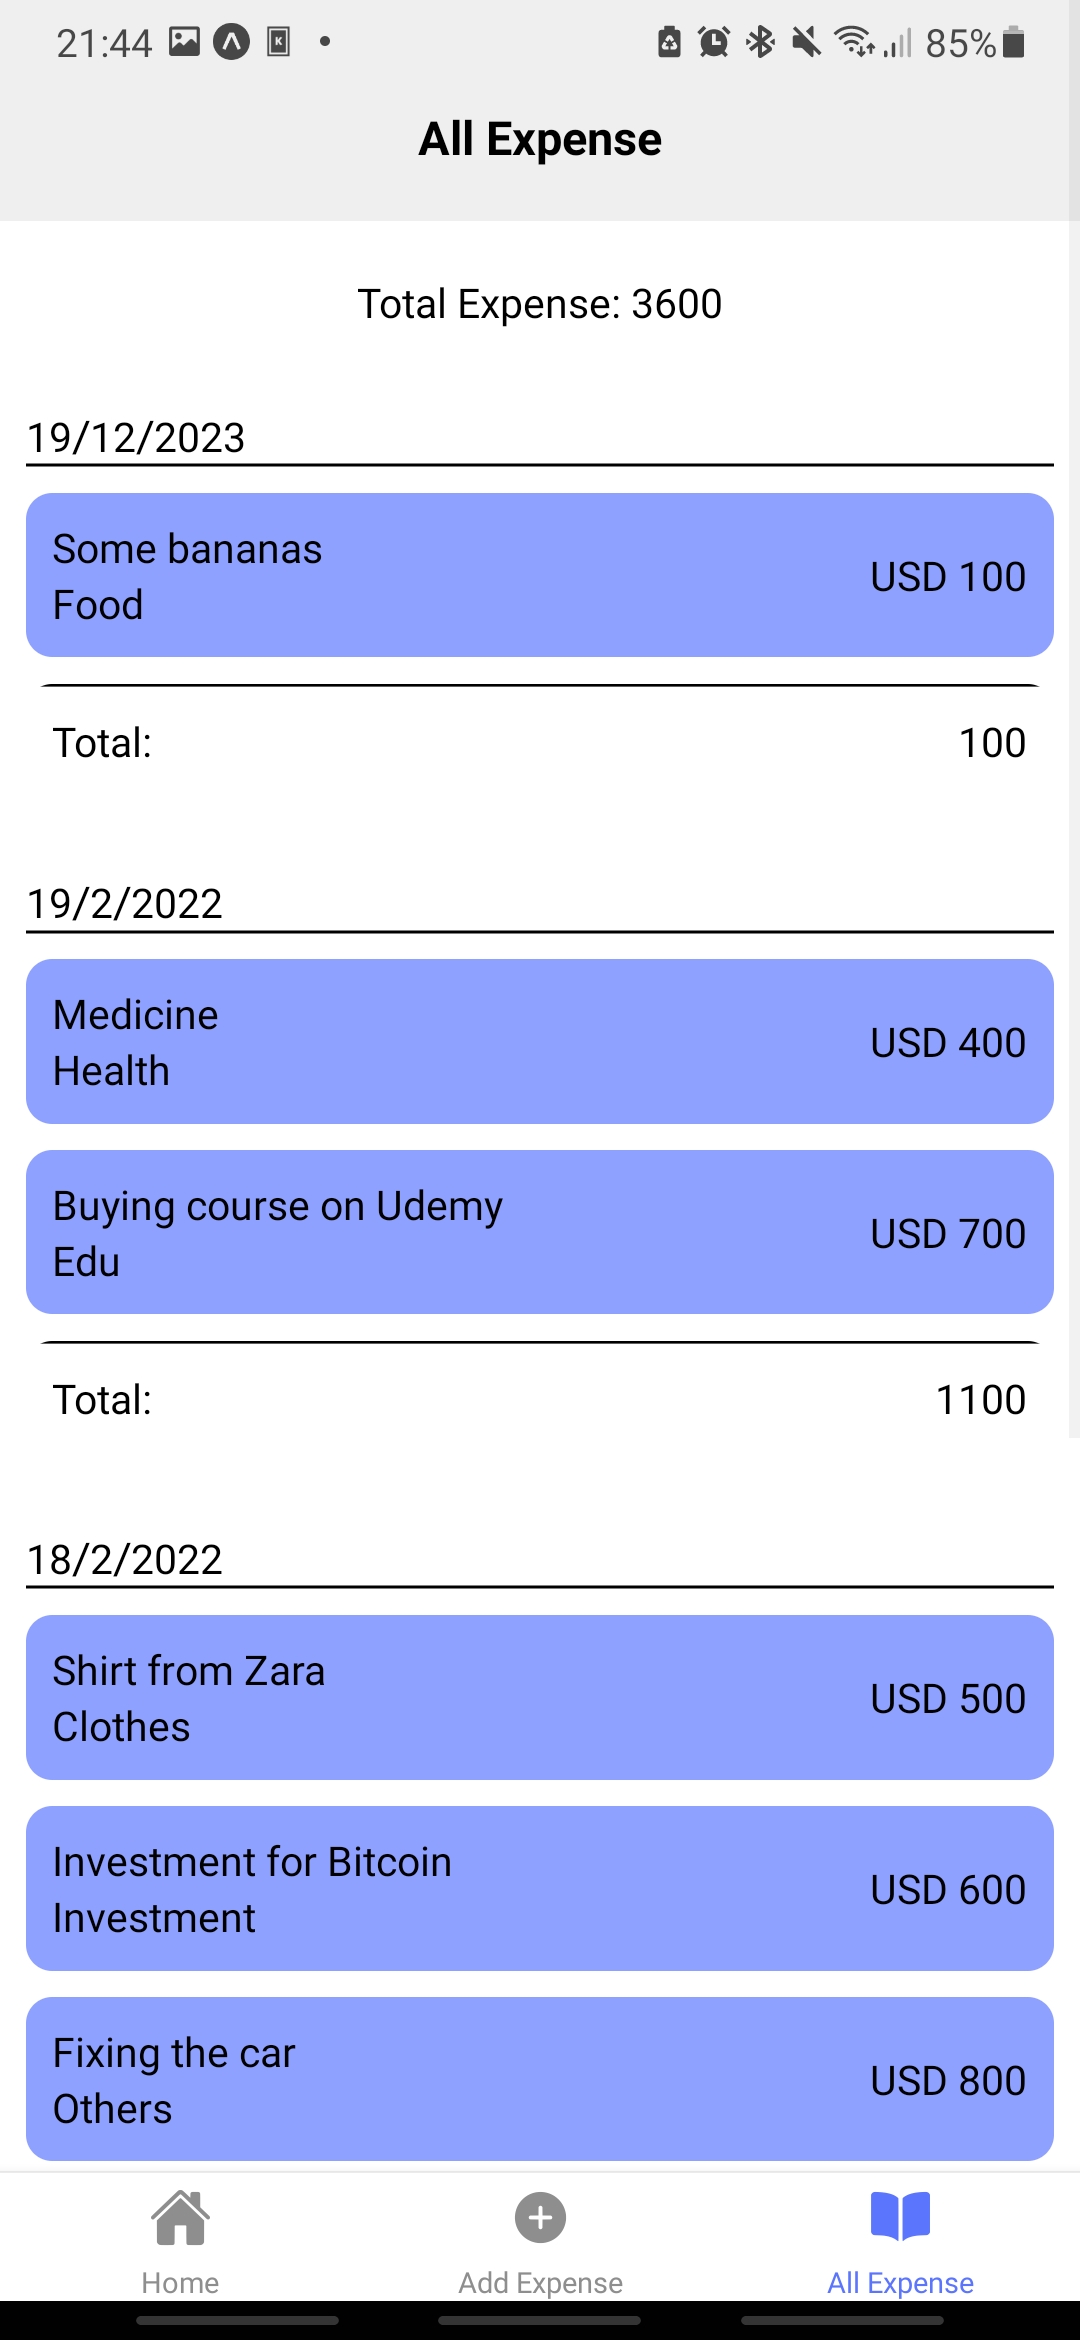 21:44 85%
All Expense
Total Expense: 3600
19/12/2023
Some bananas
Food
USD 100
Total: 100
19/2/2022
Medicine
Health
USD 400
Buying course on Udemy
Edu
USD 700
Total: 1100
18/2/2022
Shirt from Zara
Clothes
USD 500
Investment for Bitcoin
Investment
USD 600
Fixing the car
Others
USD 800
Home Add Expense All Expense